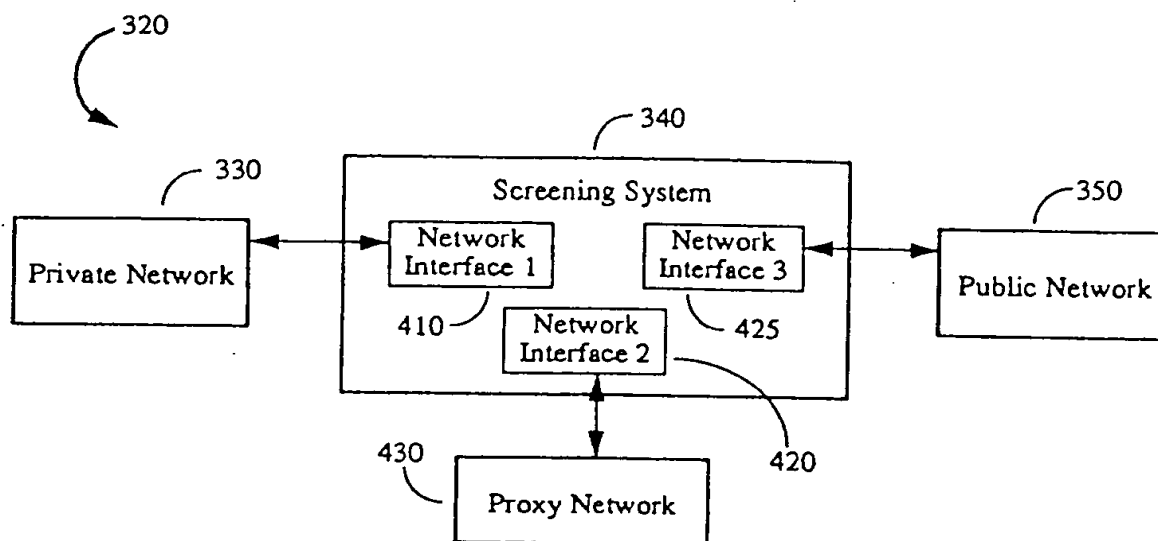 320
340
330
350
Screening System
Private Network
Network
Interface 1
Network
Interface 3
Public Network
410
425
Network
Interface 2
430
420
Proxy Network